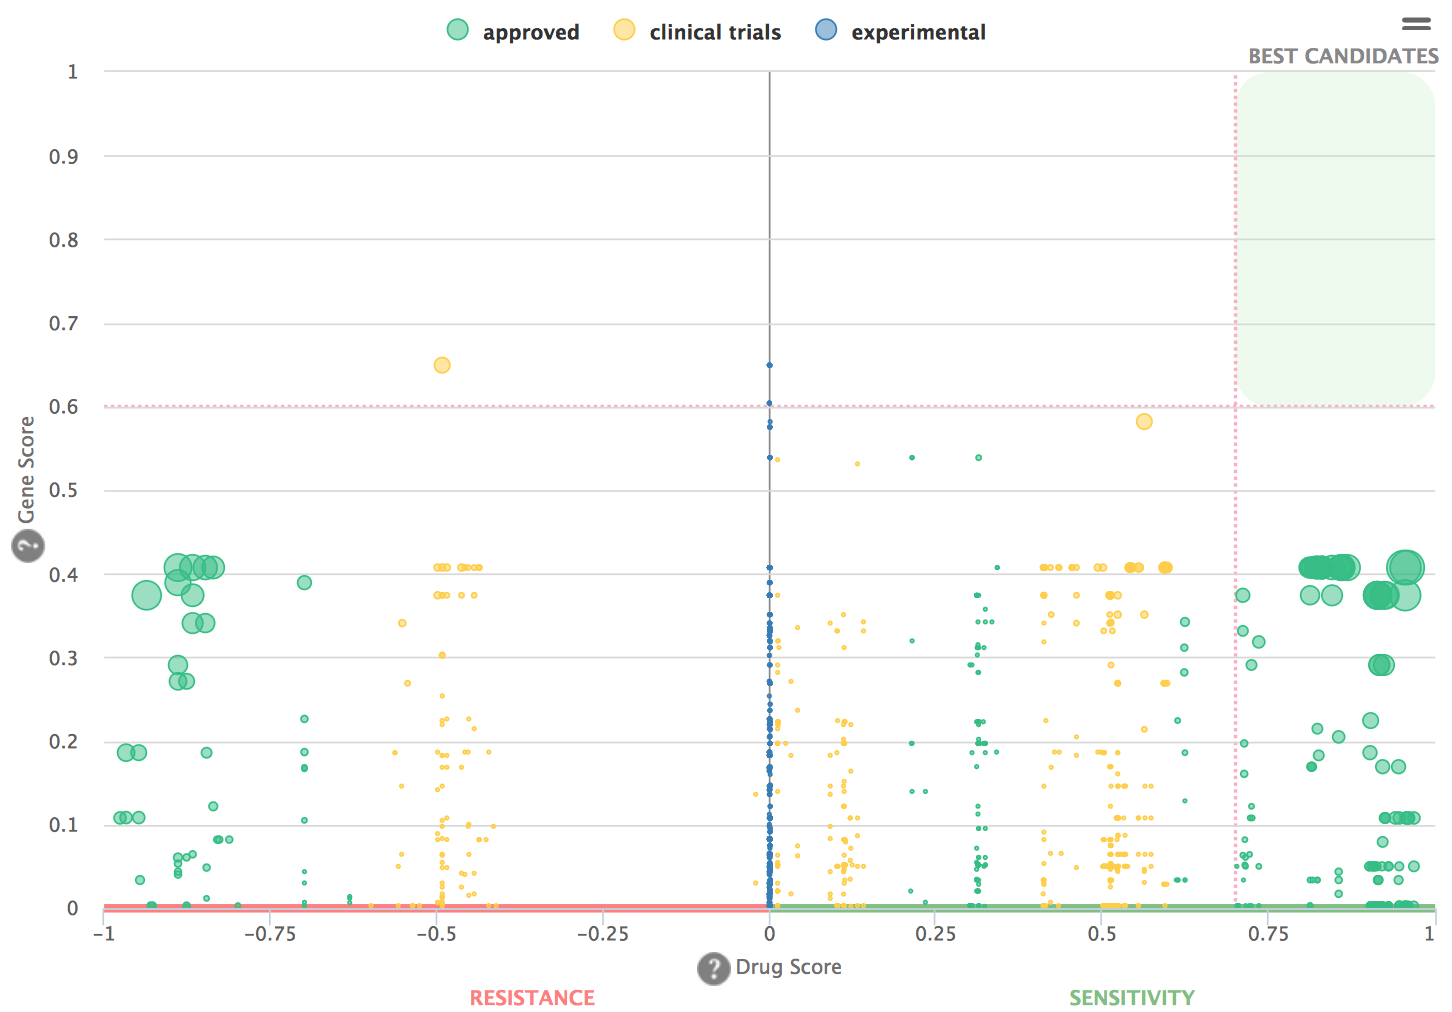 approved clinical trials experimental
BEST CANDIDATES
1
0.9
0.8
0.7
0.6
0.5
0.4
0.3
0.2
0.1
0
Gene Score
?
-1 -0.75 -0.5 -0.25 0 0.25 0.5 0.75 1
? Drug Score
RESISTANCE SENSITIVITY